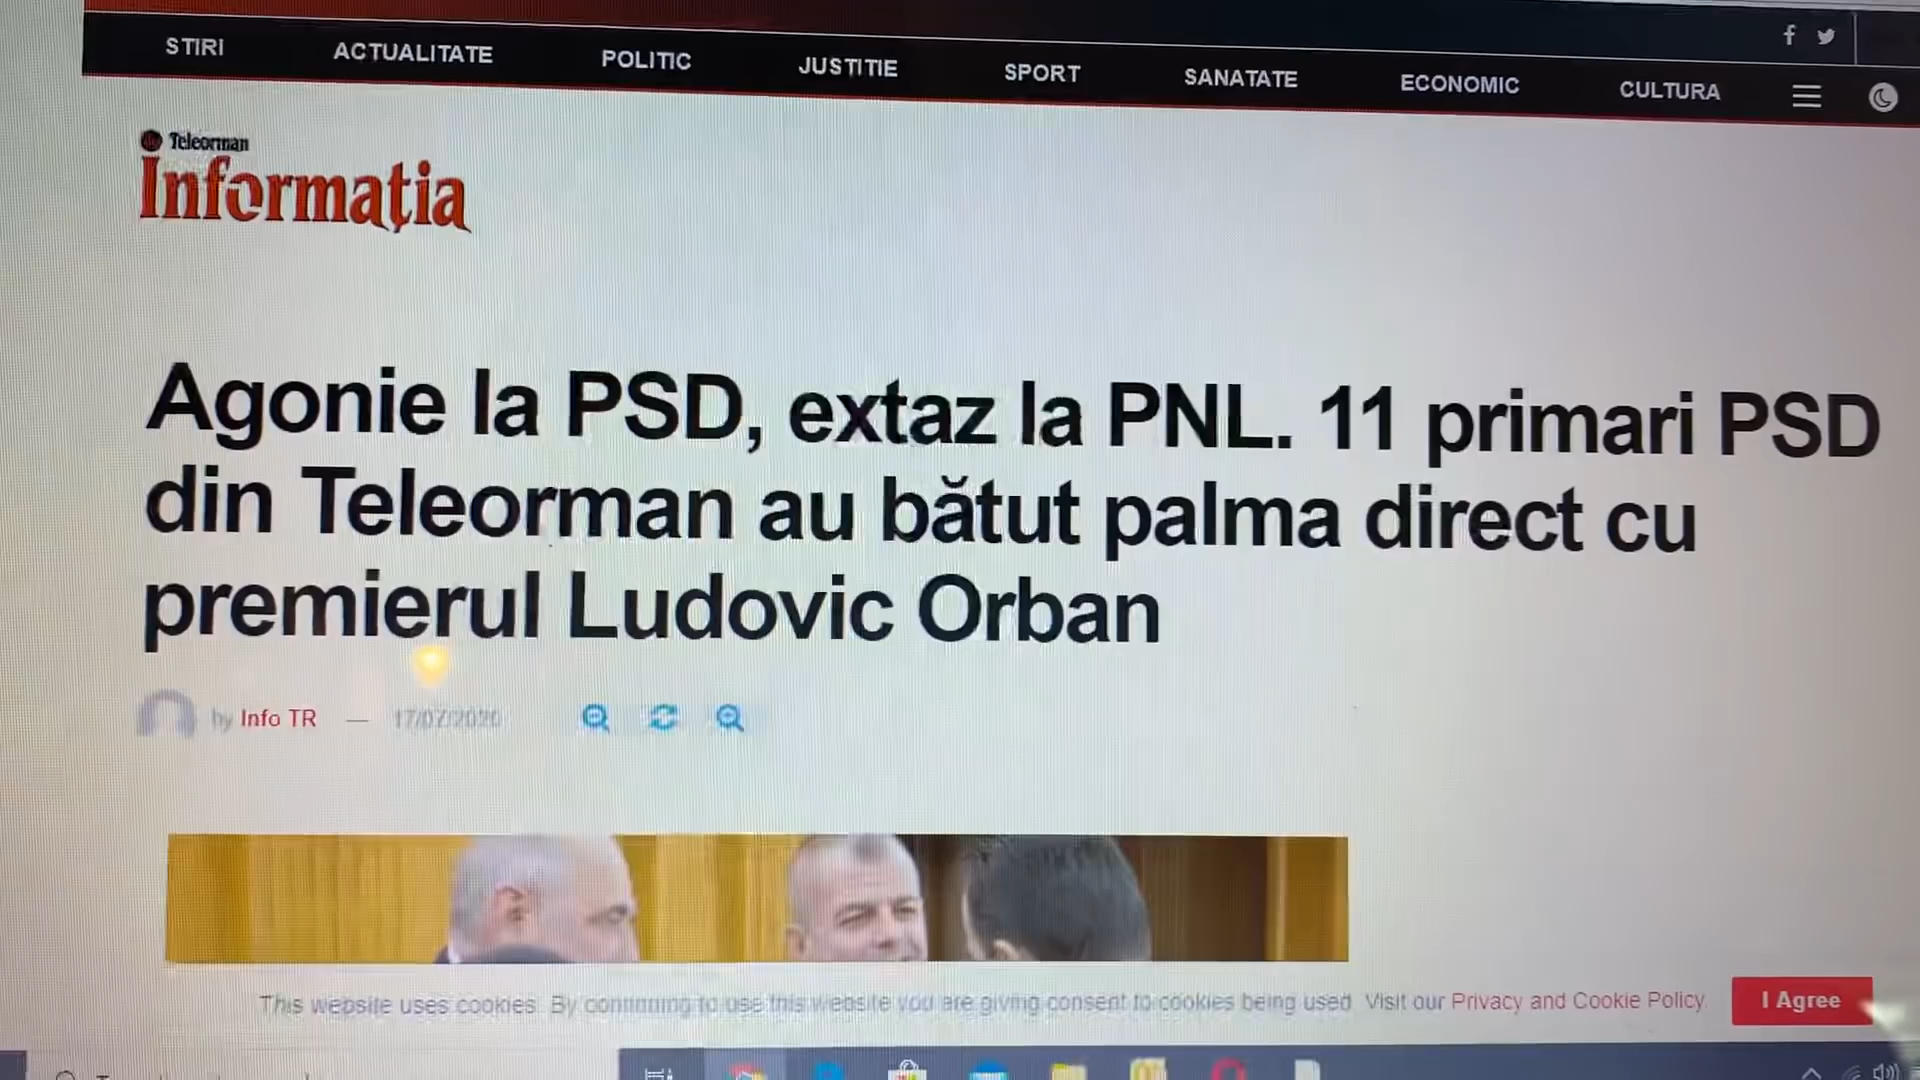 STIRI ACTUALITATE POLITIC JUSTITIE SPORT SANATATE ECONOMIC CULTURA
Teleorman
Informația
Agonie la PSD, extaz la PNL. 11 primari PSD
din Teleorman au bătut palma direct cu
premierul Ludovic Orban
by Info TR — 17/07/2020
This website uses cookies. By continuing to use this website you are giving consent to cookies being used. Visit our Privacy and Cookie Policy.
I Agree